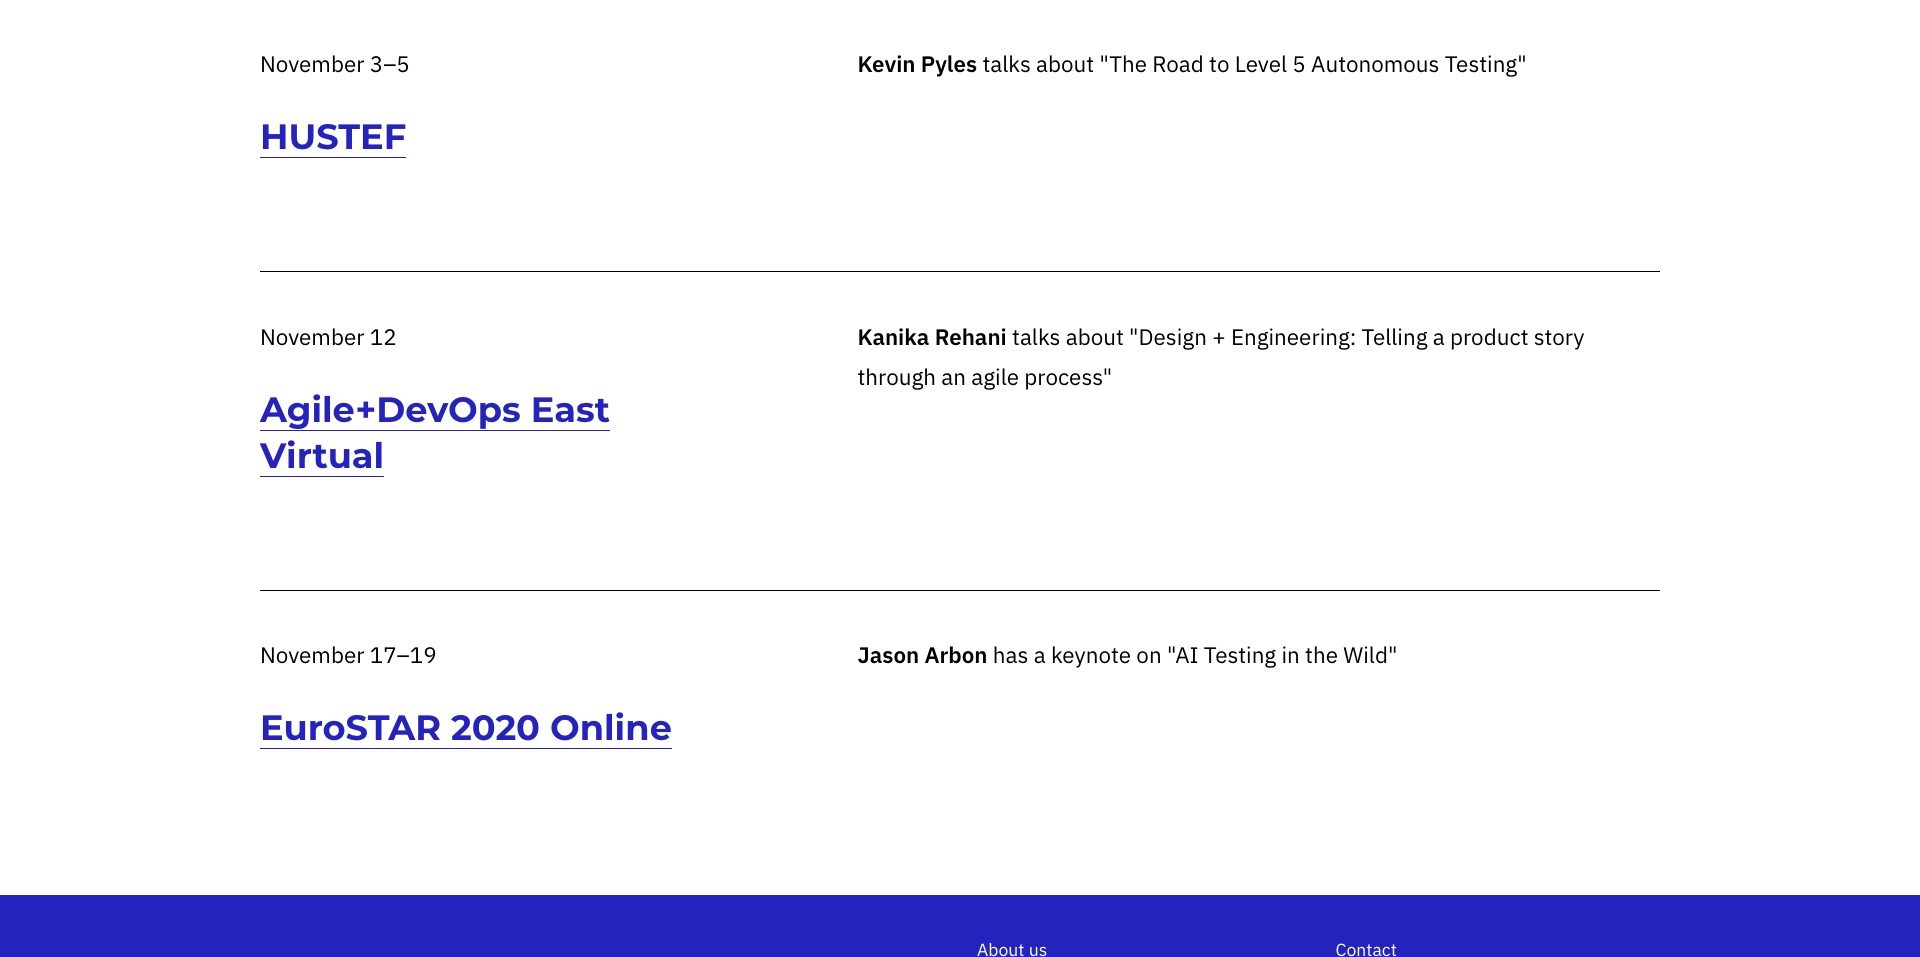 November 3–5
Kevin Pyles talks about "The Road to Level 5 Autonomous Testing"
HUSTEF
November 12
Kanika Rehani talks about "Design + Engineering: Telling a product story
through an agile process"
Agile+DevOps East
Virtual
November 17–19
Jason Arbon has a keynote on "AI Testing in the Wild"
EuroSTAR 2020 Online
About us
Contact